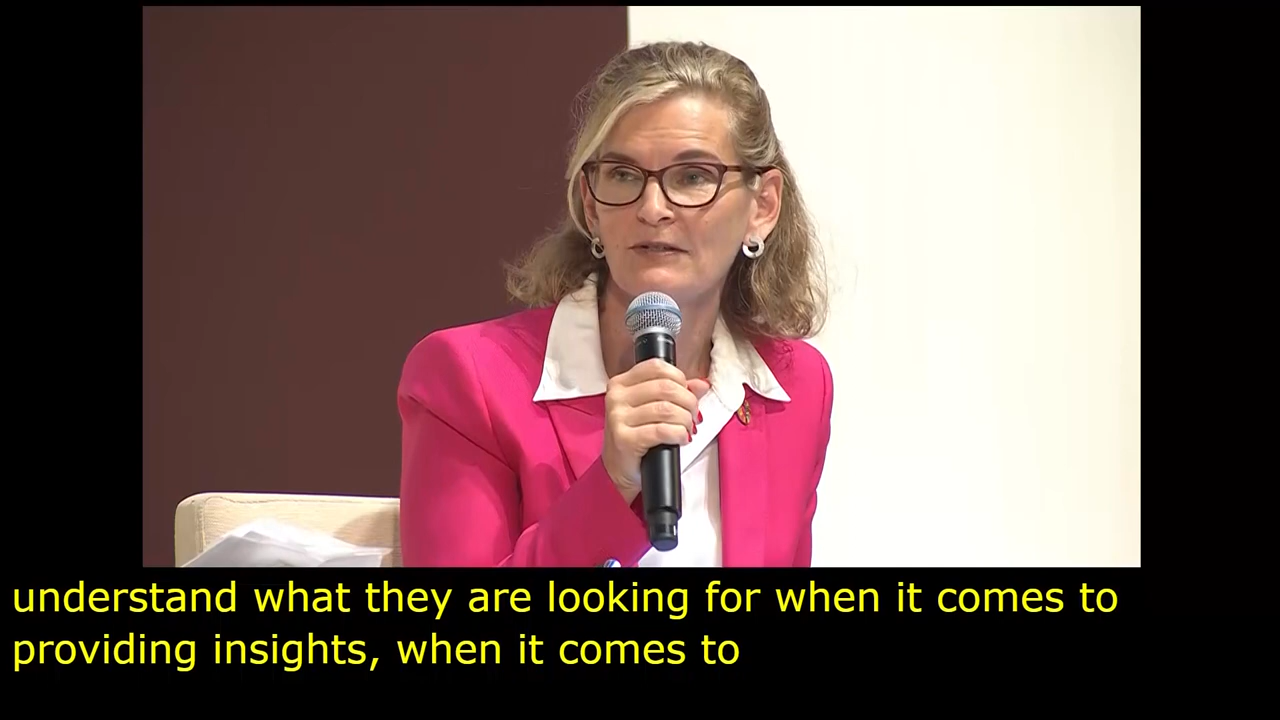 understand what they are looking for when it comes to
providing insights, when it comes to